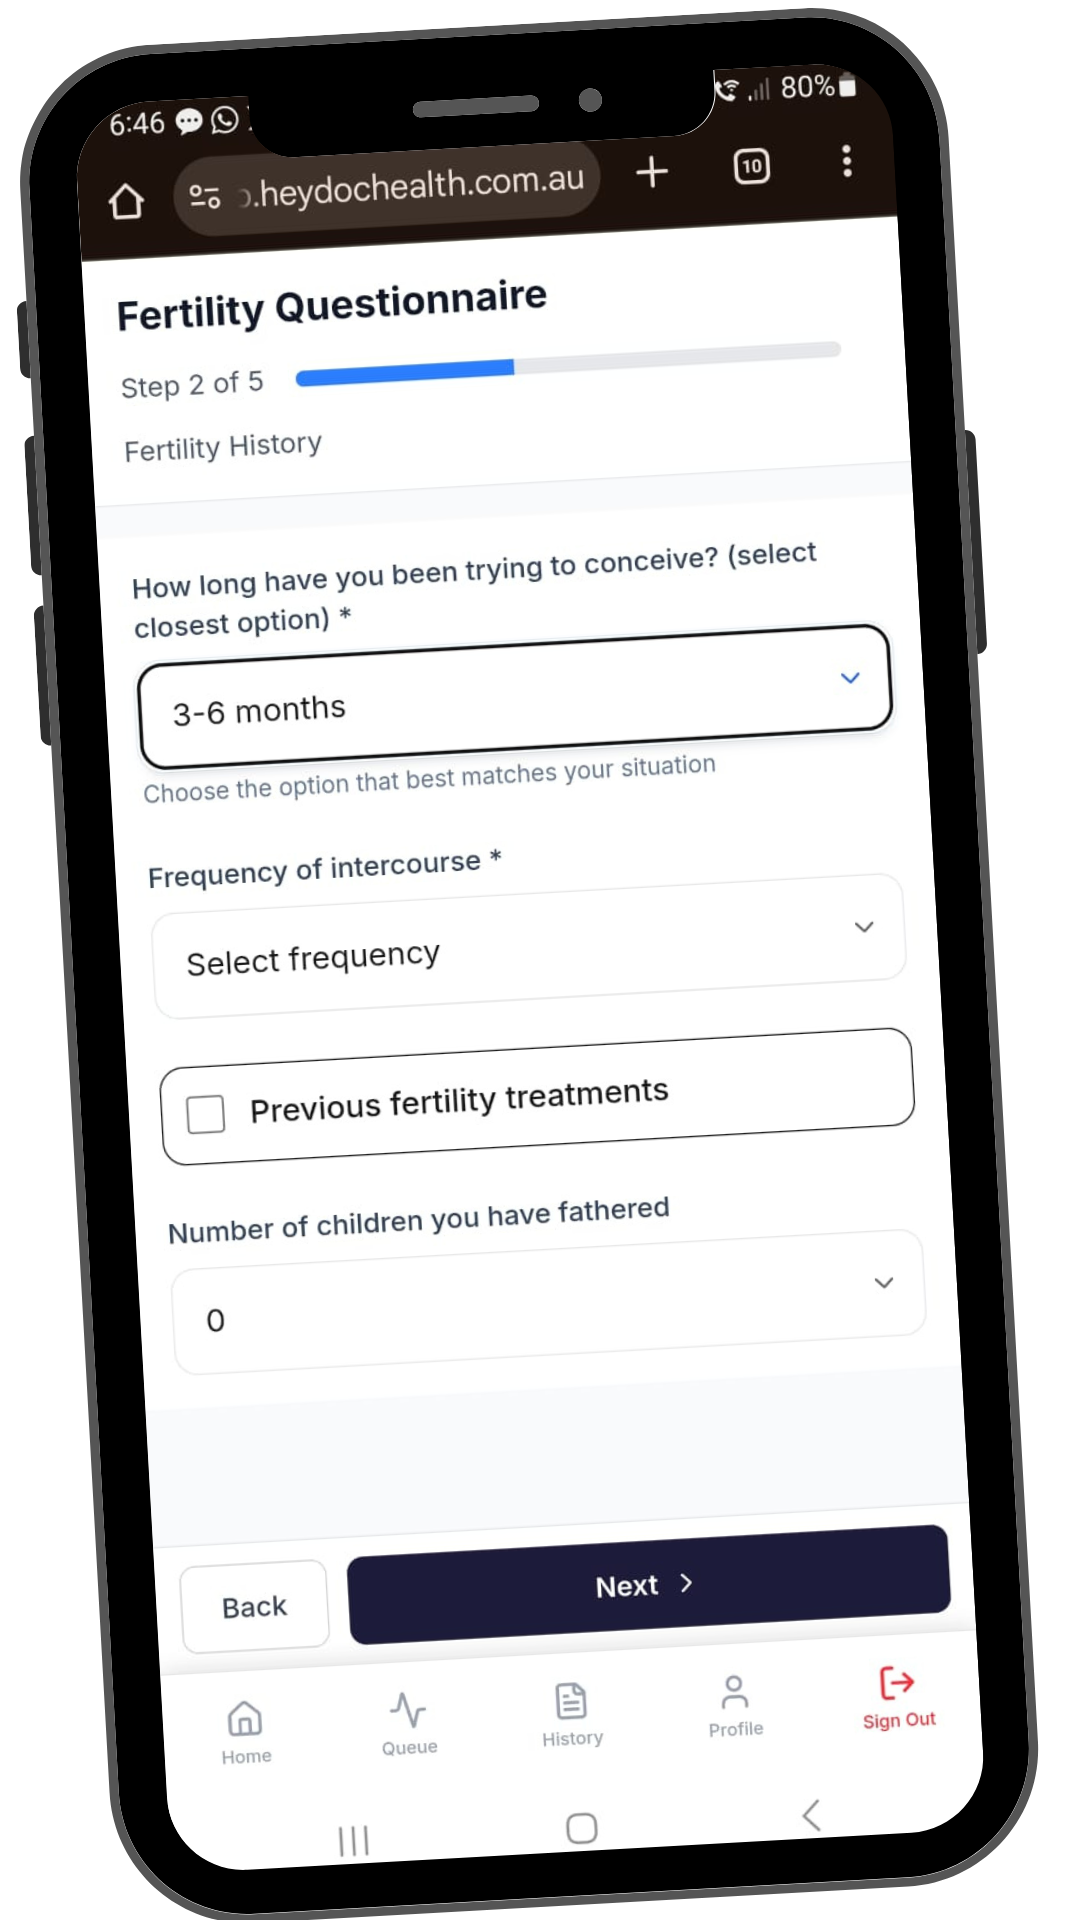 6:46
80%
.heydochealth.com.au
10
Fertility Questionnaire
Step 2 of 5
Fertility History
How long have you been trying to conceive? (select
closest option) *
3-6 months
Choose the option that best matches your situation
Frequency of intercourse *
Select frequency
Previous fertility treatments
Number of children you have fathered
0
Back
Next
Home
Queue
History
Profile
Sign Out